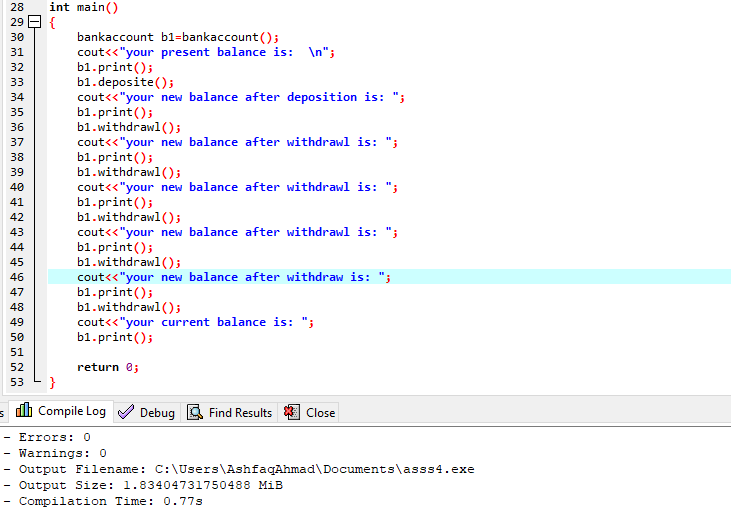 28 int main()
29 {
30 bankaccount b1=bankaccount();
31 cout<<"your present balance is:  \n";
32 b1.print();
33 b1.deposite();
34 cout<<"your new balance after deposition is: ";
35 b1.print();
36 b1.withdrawl();
37 cout<<"your new balance after withdrawl is: ";
38 b1.print();
39 b1.withdrawl();
40 cout<<"your new balance after withdrawl is: ";
41 b1.print();
42 b1.withdrawl();
43 cout<<"your new balance after withdrawl is: ";
44 b1.print();
45 b1.withdrawl();
46 cout<<"your new balance after withdraw is: ";
47 b1.print();
48 b1.withdrawl();
49 cout<<"your current balance is: ";
50 b1.print();
51
52 return 0;
53 }
s Compile Log Debug Find Results Close
- Errors: 0
- Warnings: 0
- Output Filename: C:\Users\AshfaqAhmad\Documents\asss4.exe
- Output Size: 1.83404731750488 MiB
- Compilation Time: 0.77s